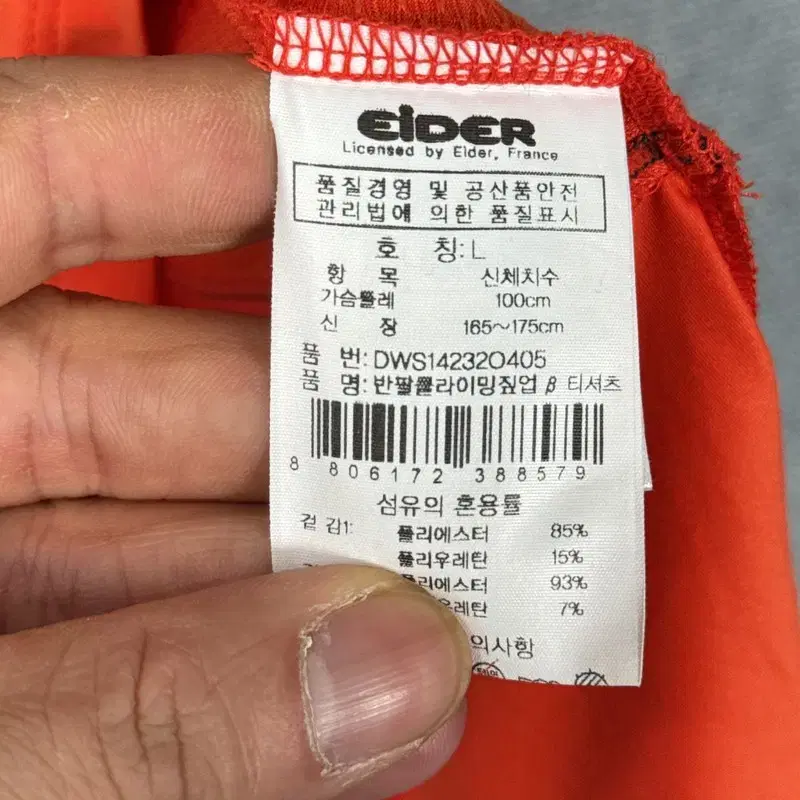 EiDER
Licensed by Eider, France
품질경영 및 공산품안전
관리법에 의한 품질표시
호 칭: L
항 목 신체치수
가슴둘레 100cm
신 장 165~175cm
품 번: DWS14232O405
품 명: 반팔클라이밍짚업 β 티셔츠
8 806172 388579
섬유의 혼용률
겉 감1: 폴리에스터 85%
폴리우레탄 15%
폴리에스터 93%
우레탄 7%
의사항